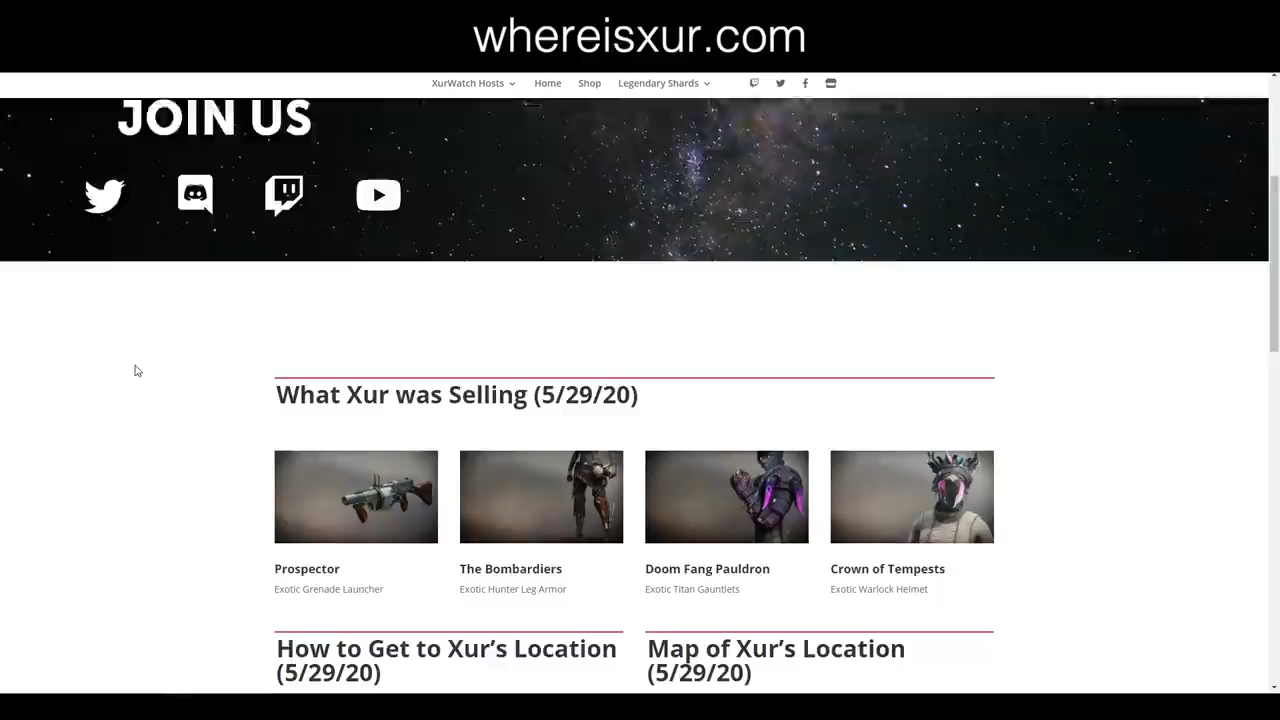 whereisxur.com
XurWatch Hosts Home Shop Legendary Shards
JOIN US
What Xur was Selling (5/29/20)
Prospector The Bombardiers Doom Fang Pauldron Crown of Tempests
Exotic Grenade Launcher Exotic Hunter Leg Armor Exotic Titan Gauntlets Exotic Warlock Helmet
How to Get to Xur’s Location
(5/29/20)
Map of Xur’s Location
(5/29/20)